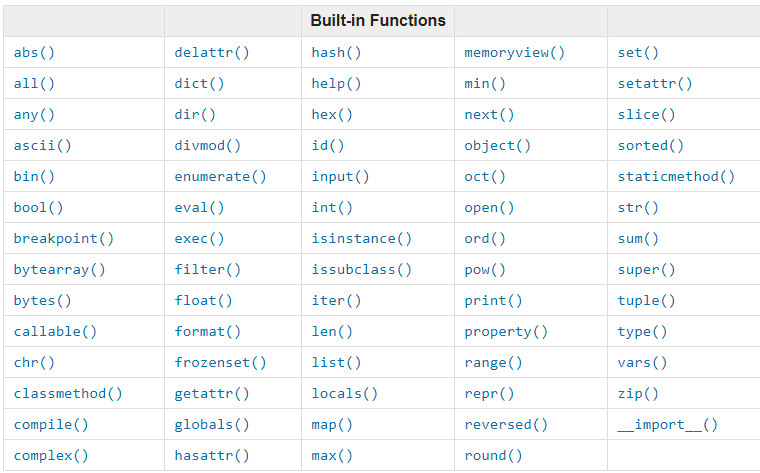 Built-in Functions
abs() delattr() hash() memoryview() set()
all() dict() help() min() setattr()
any() dir() hex() next() slice()
ascii() divmod() id() object() sorted()
bin() enumerate() input() oct() staticmethod()
bool() eval() int() open() str()
breakpoint() exec() isinstance() ord() sum()
bytearray() filter() issubclass() pow() super()
bytes() float() iter() print() tuple()
callable() format() len() property() type()
chr() frozenset() list() range() vars()
classmethod() getattr() locals() repr() zip()
compile() globals() map() reversed() __import__()
complex() hasattr() max() round()